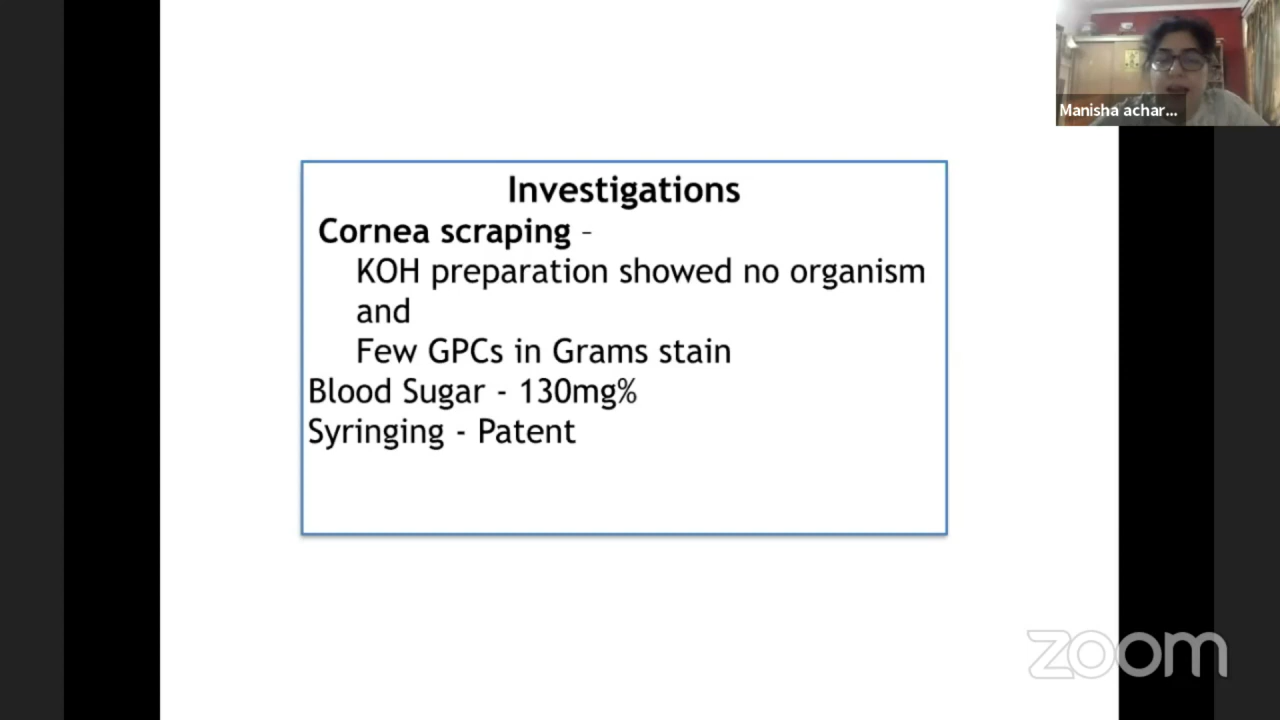 Manisha achar...
Investigations
Cornea scraping –
KOH preparation showed no organism
and
Few GPCs in Grams stain
Blood Sugar - 130mg%
Syringing - Patent
zoom